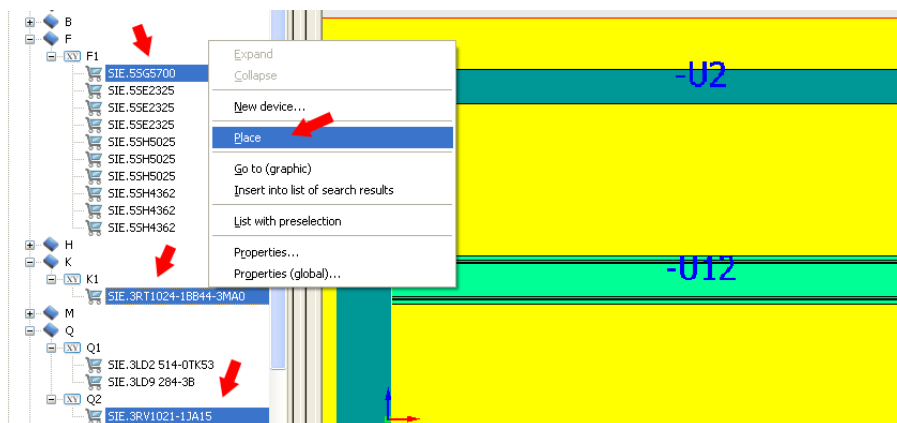 B
F
F1
SIE.5SG5700
SIE.5SE2325
SIE.5SE2325
SIE.5SE2325
SIE.5SH5025
SIE.5SH5025
SIE.5SH5025
SIE.5SH4362
SIE.5SH4362
SIE.5SH4362
H
K
K1
SIE.3RT1024-1BB44-3MA0
M
Q
Q1
SIE.3LD2 514-0TK53
SIE.3LD9 284-3B
Q2
SIE.3RV1021-1JA15
Expand
Collapse
New device...
Place
Go to (graphic)
Insert into list of search results
List with preselection
Properties...
Properties (global)...
-U2
-U12